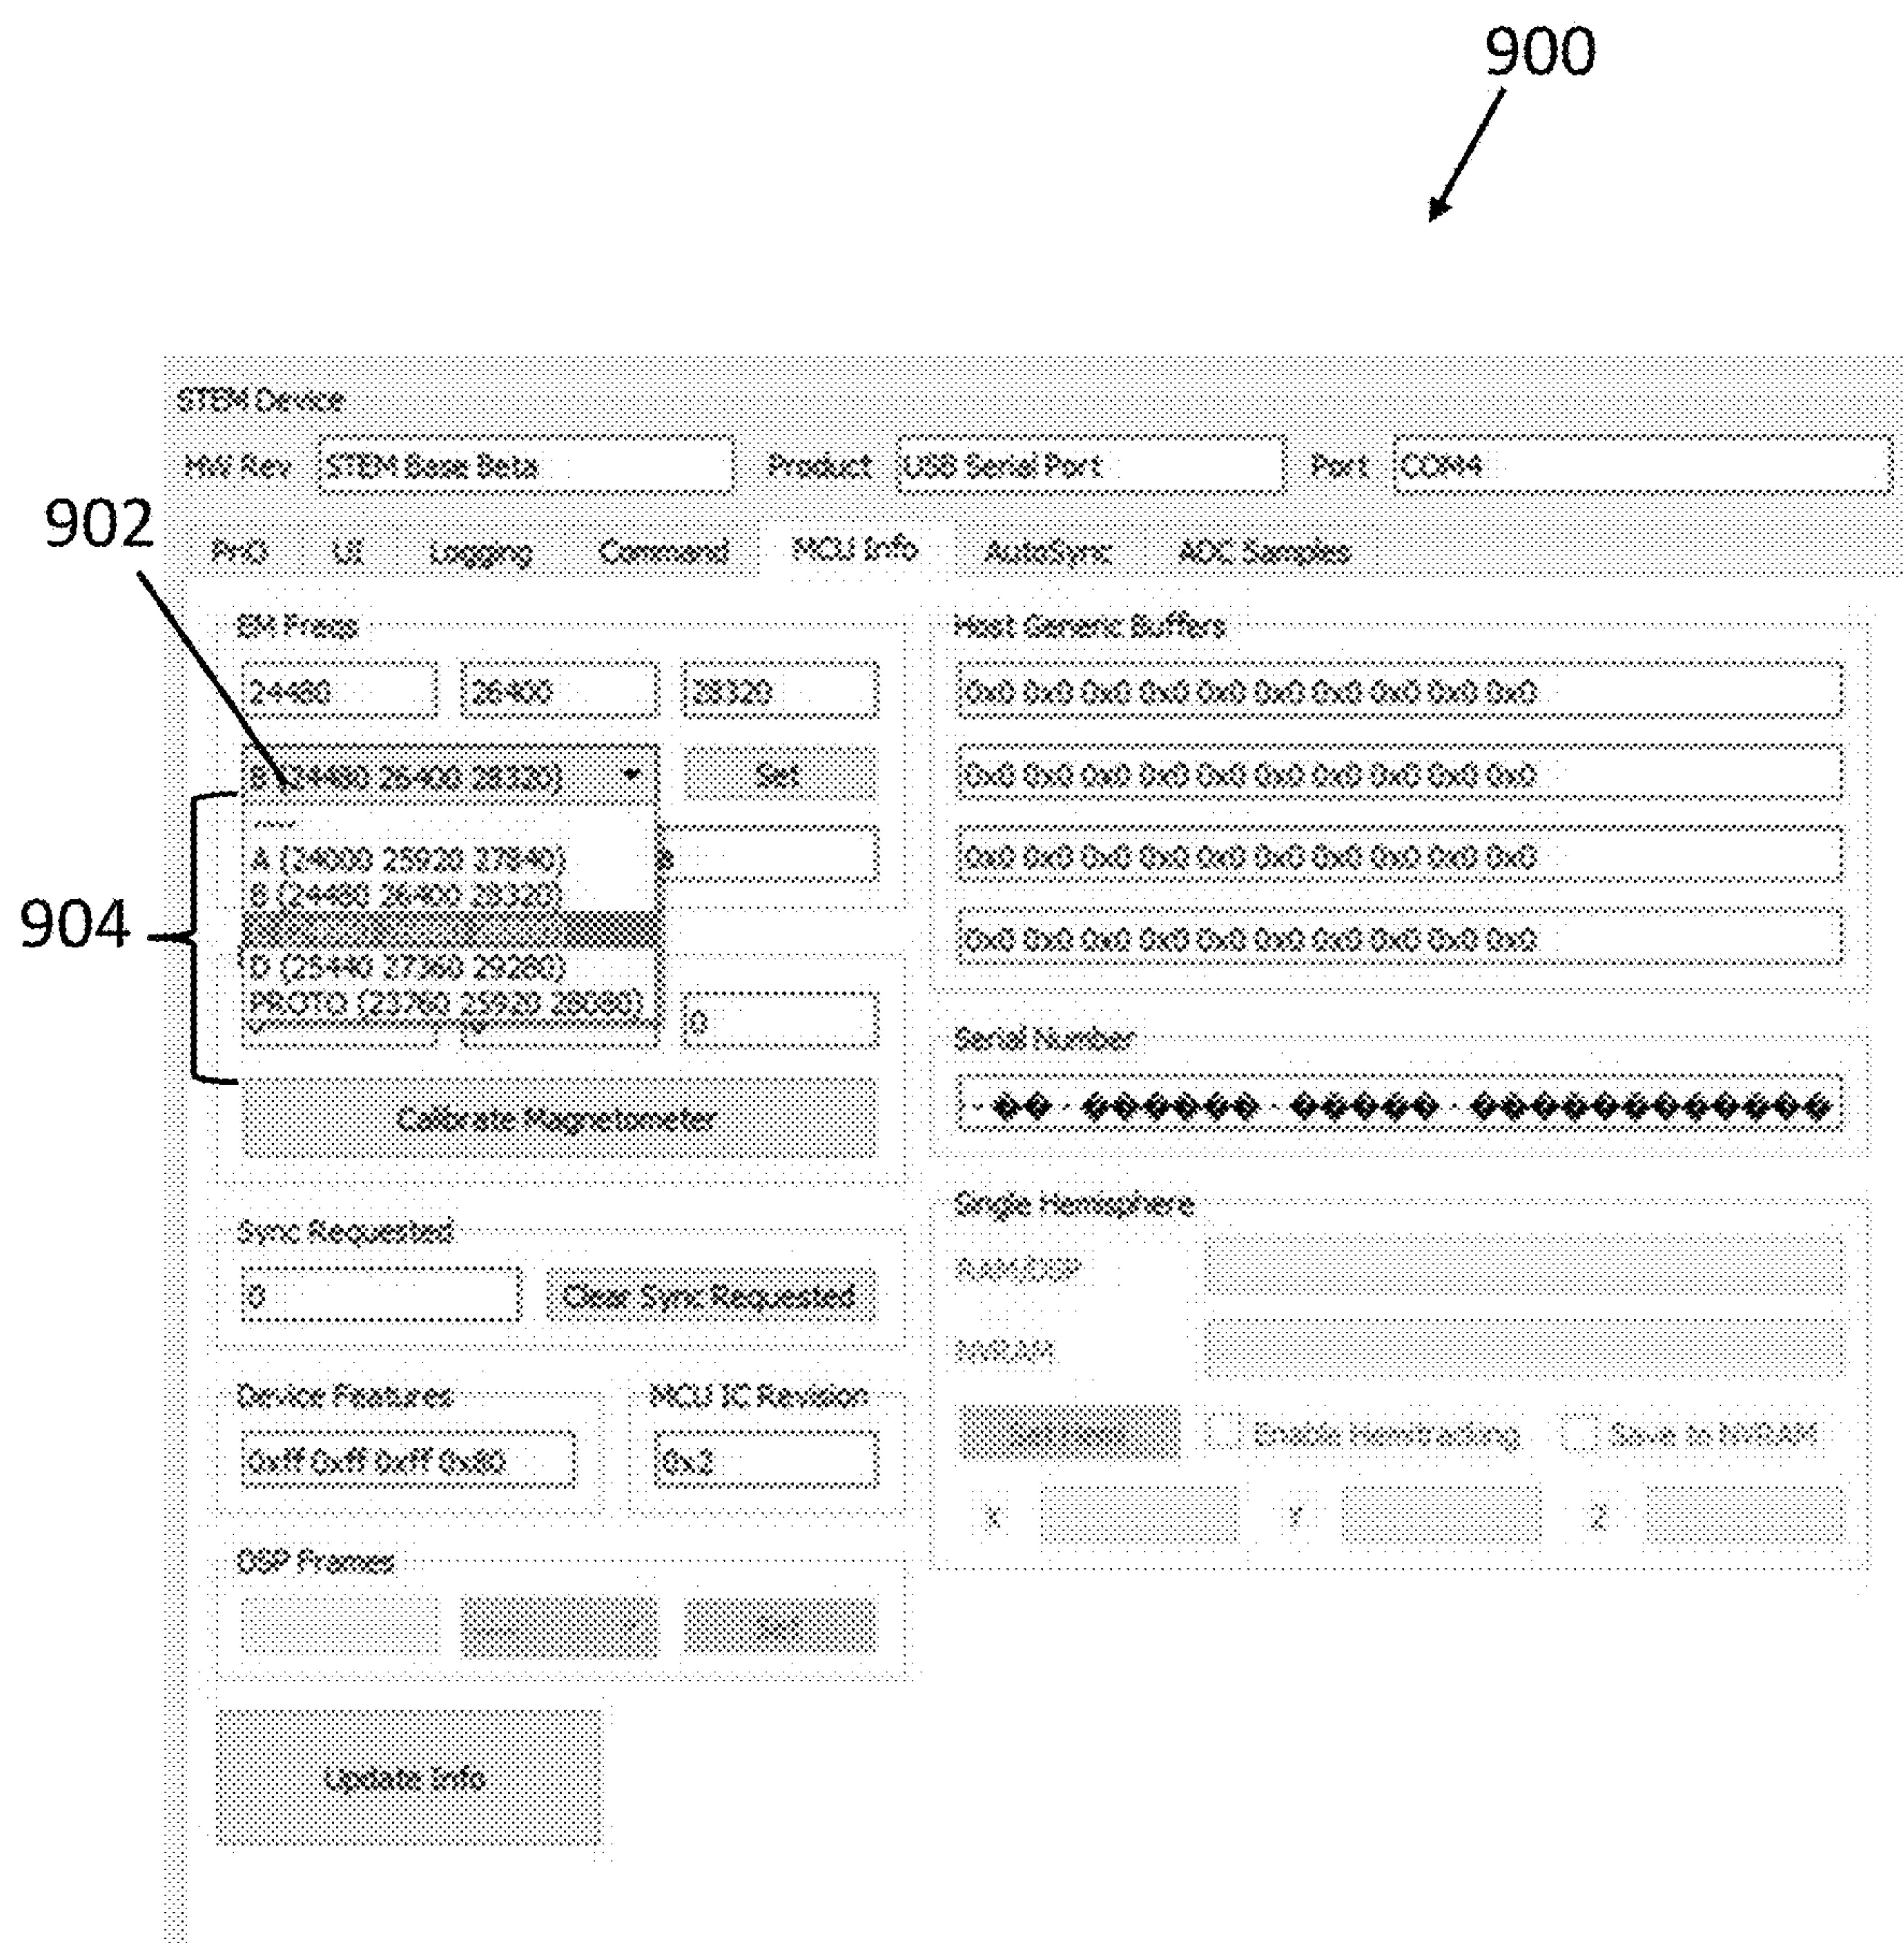 900
STEM Device
HW Rev STEM Base Beta Product USB Serial Port Port COM4
902
PnO UI Logging Command MCU Info AutoSync ADC Samples
EM Freqs Host Generic Buffers
24480 26400 28320 0x0 0x0 0x0 0x0 0x0 0x0 0x0 0x0 0x0 0x0
B (24480 26400 28320) Set 0x0 0x0 0x0 0x0 0x0 0x0 0x0 0x0 0x0 0x0
----
A (24000 25920 27840) 0x0 0x0 0x0 0x0 0x0 0x0 0x0 0x0 0x0 0x0
B (24480 26400 28320)
904
0x0 0x0 0x0 0x0 0x0 0x0 0x0 0x0 0x0 0x0
D (25440 27360 29280)
PROTO (23760 25920 28080) 0
Serial Number
Calibrate Magnetometer
Single Hemisphere
Sync Requested
0 Clear Sync Requested
RAM/DSP
NVRAM
Device Features MCU IC Revision
0xff 0xff 0xff 0x80 0x2
Enable Hemitracking Save to NVRAM
X Y Z
DSP Frames
Update Info